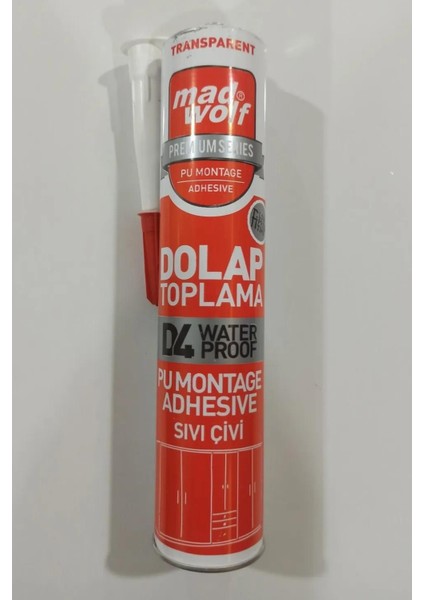 TRANSPARENT
mad®
wolf
PREMIUM SERIES
PU MONTAGE
ADHESIVE
DOLAP
TOPLAMA
D4 WATER
PROOF
PU MONTAGE
ADHESIVE
SIVI ÇİVİ